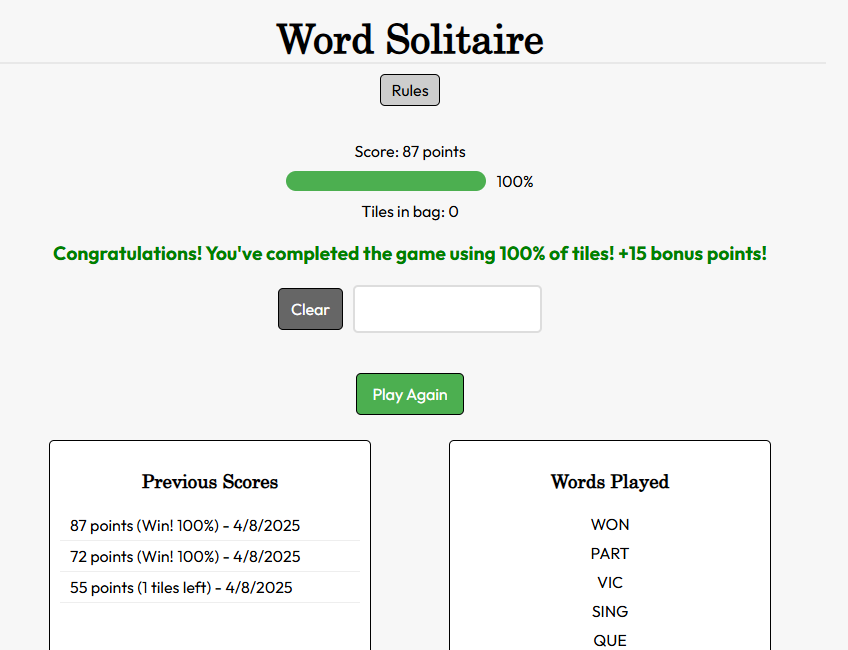 Word Solitaire
Rules
Score: 87 points
100%
Tiles in bag: 0
Congratulations! You've completed the game using 100% of tiles! +15 bonus points!
Clear
Play Again
Previous Scores
87 points (Win! 100%) - 4/8/2025
72 points (Win! 100%) - 4/8/2025
55 points (1 tiles left) - 4/8/2025
Words Played
WON
PART
VIC
SING
QUE